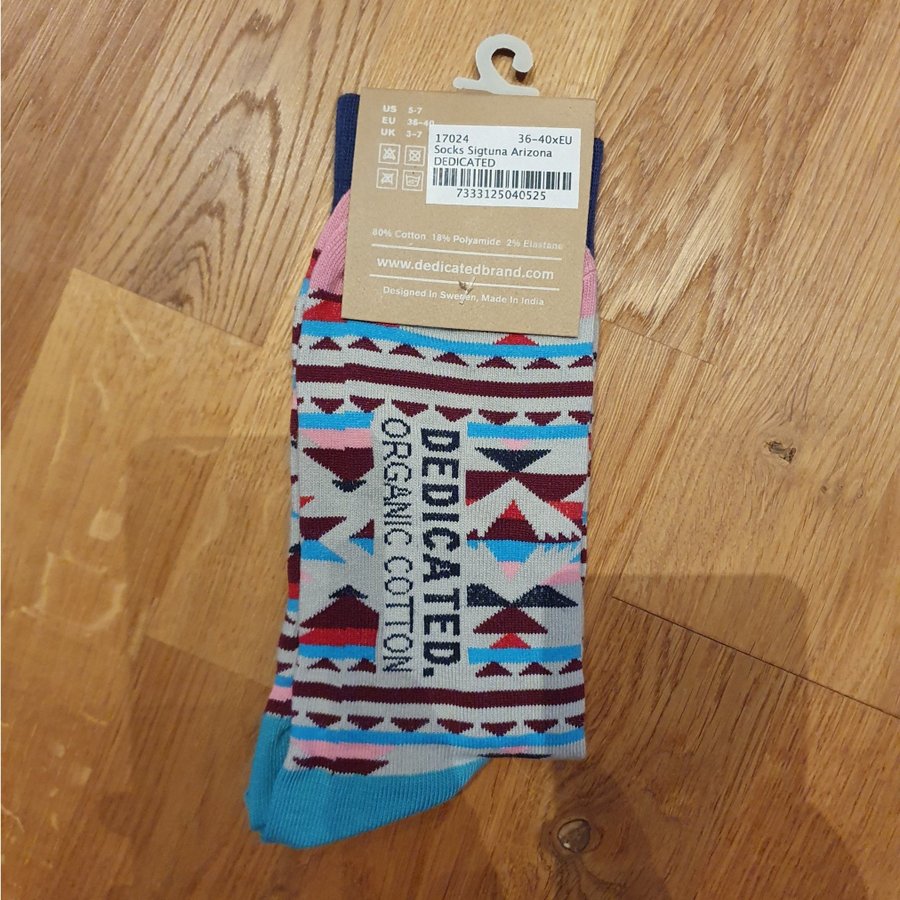 US 5-7
EU 36-40
UK 3-7
17024 36-40xEU
Socks Sigtuna Arizona
DEDICATED
7333125040525
80% Cotton 18% Polyamide 2% Elastane
www.dedicatedbrand.com
Designed In Sweden, Made In India
DEDICATED.
ORGANIC COTTON